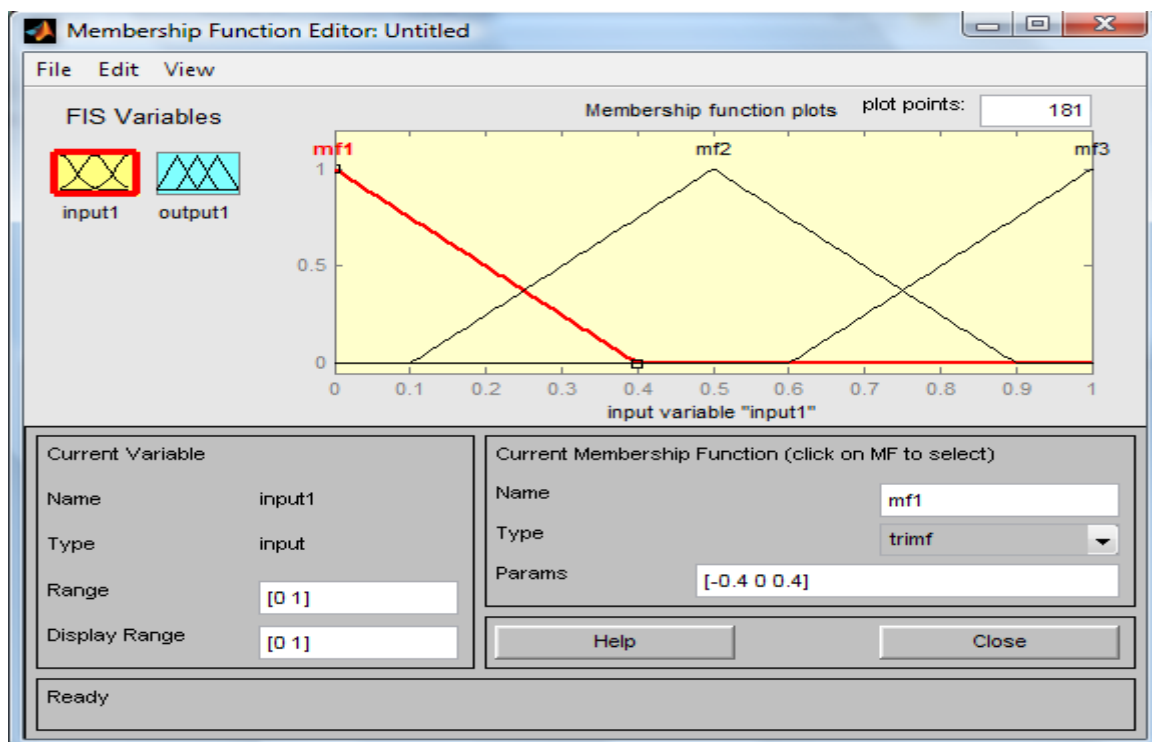 Membership Function Editor: Untitled
File Edit View
FIS Variables
Membership function plots plot points: 181
mf1 mf2 mf3
1
0.5
0
0 0.1 0.2 0.3 0.4 0.5 0.6 0.7 0.8 0.9 1
input variable "input1"
input1 output1
Current Variable
Name input1
Type input
Range [0 1]
Display Range [0 1]
Current Membership Function (click on MF to select)
Name mf1
Type trimf
Params [-0.4 0 0.4]
Help Close
Ready